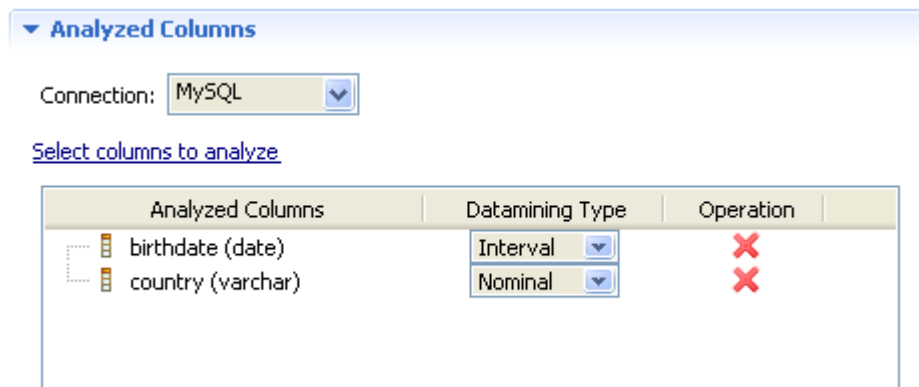 Analyzed Columns
Connection: MySQL
Select columns to analyze
Analyzed Columns Datamining Type Operation
birthdate (date) Interval
country (varchar) Nominal